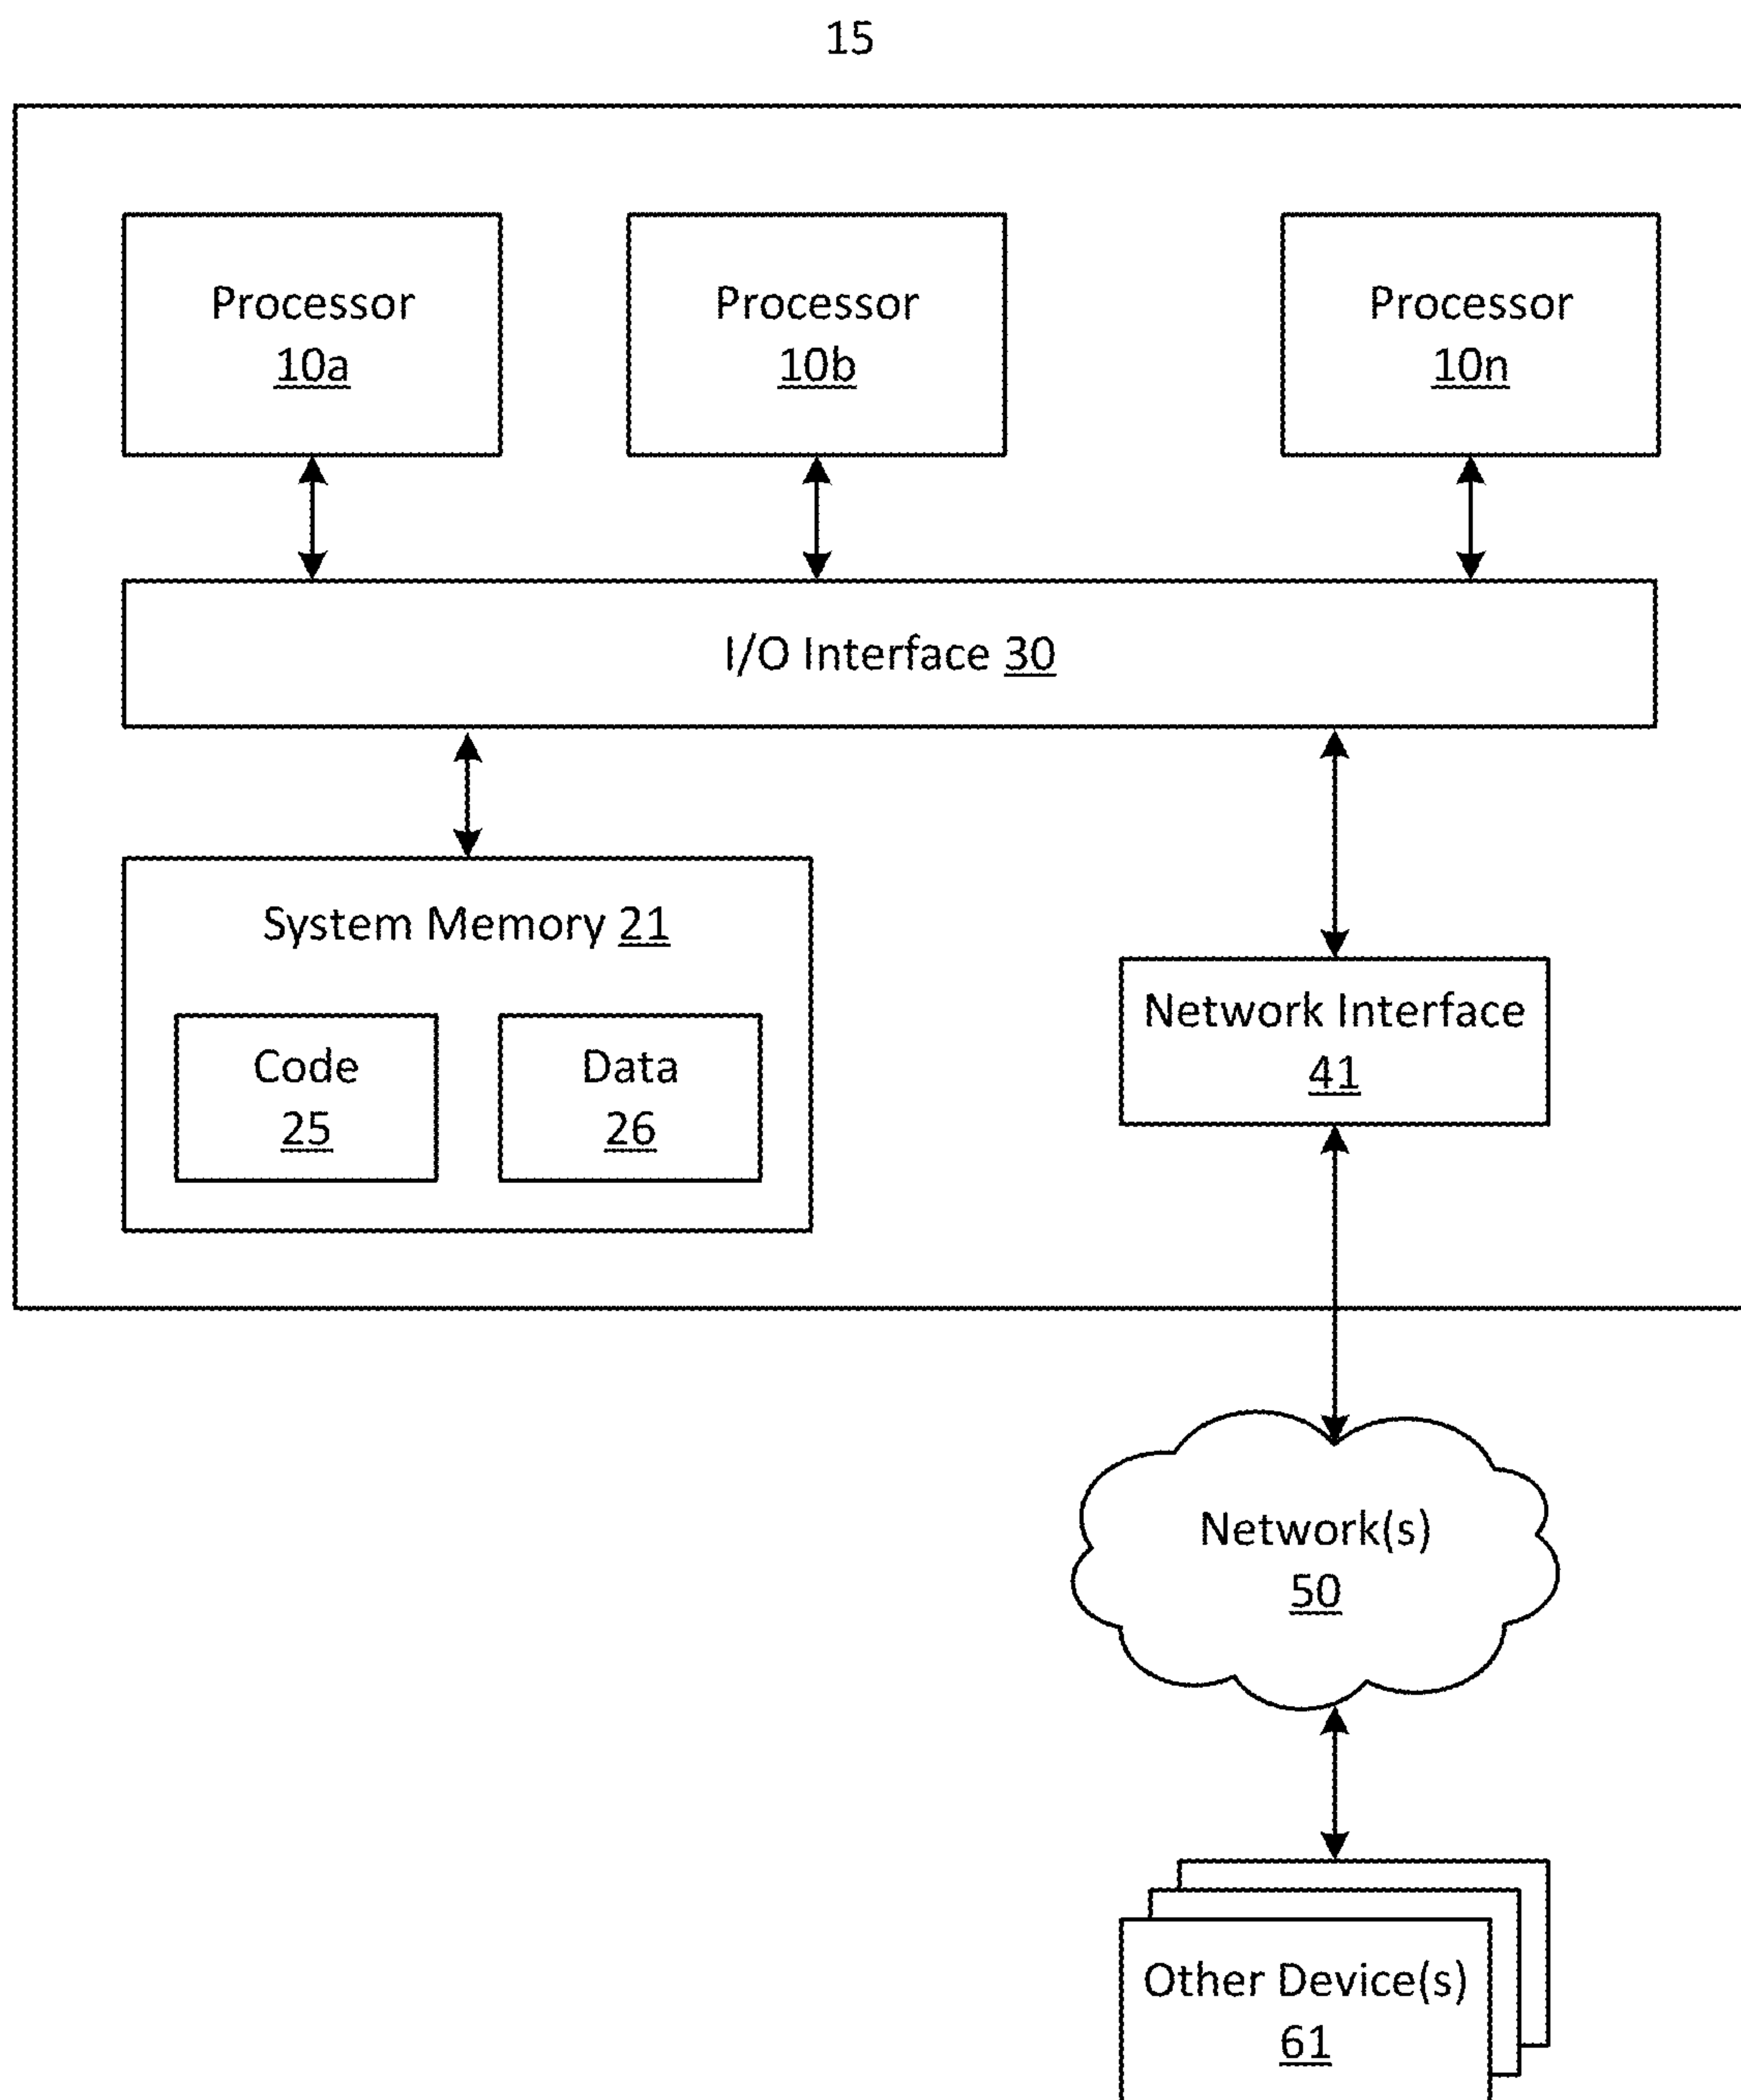 15
Processor
10a
Processor
10b
Processor
10n
I/O Interface 30
System Memory 21
Code
25
Data
26
Network Interface
41
Network(s)
50
Other Device(s)
61